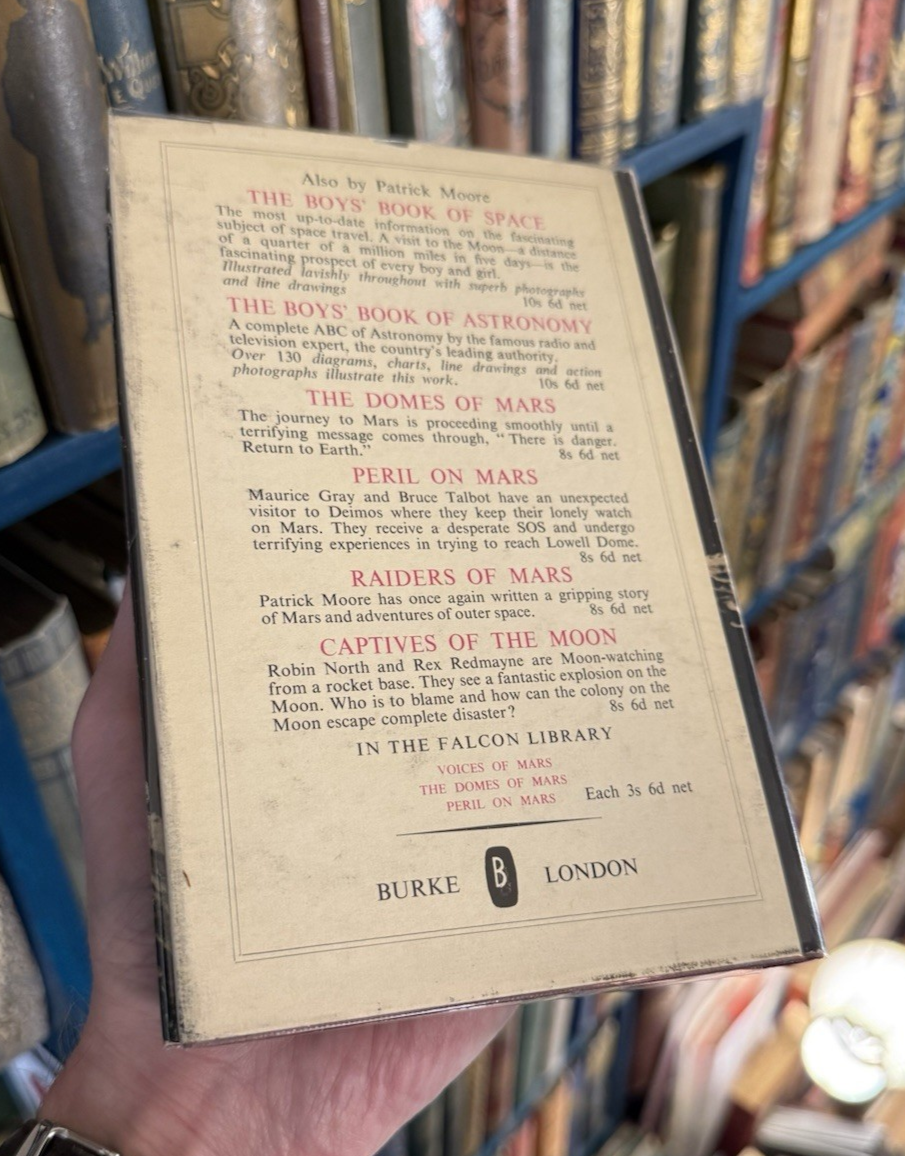 Also by Patrick Moore
THE BOYS' BOOK OF SPACE
The most up-to-date information on the fascinating
subject of space travel. A visit to the Moon—a distance
of a quarter of a million miles in five days—is the
fascinating prospect of every boy and girl.
Illustrated lavishly throughout with superb photographs
and line drawings 10s 6d net
THE BOYS' BOOK OF ASTRONOMY
A complete ABC of Astronomy by the famous radio and
television expert, the country's leading authority.
Over 130 diagrams, charts, line drawings and action
photographs illustrate this work. 10s 6d net
THE DOMES OF MARS
The journey to Mars is proceeding smoothly until a
terrifying message comes through, "There is danger.
Return to Earth." 8s 6d net
PERIL ON MARS
Maurice Gray and Bruce Talbot have an unexpected
visitor to Deimos where they keep their lonely watch
on Mars. They receive a desperate SOS and undergo
terrifying experiences in trying to reach Lowell Dome.
8s 6d net
RAIDERS OF MARS
Patrick Moore has once again written a gripping story
of Mars and adventures of outer space. 8s 6d net
CAPTIVES OF THE MOON
Robin North and Rex Redmayne are Moon-watching
from a rocket base. They see a fantastic explosion on the
Moon. Who is to blame and how can the colony on the
Moon escape complete disaster? 8s 6d net
IN THE FALCON LIBRARY
VOICES OF MARS
THE DOMES OF MARS
PERIL ON MARS Each 3s 6d net
BURKE B LONDON